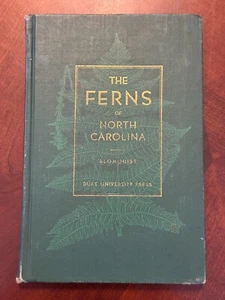 THE
FERNS
OF
NORTH
CAROLINA
BLOMQUIST
DUKE UNIVERSITY PRESS